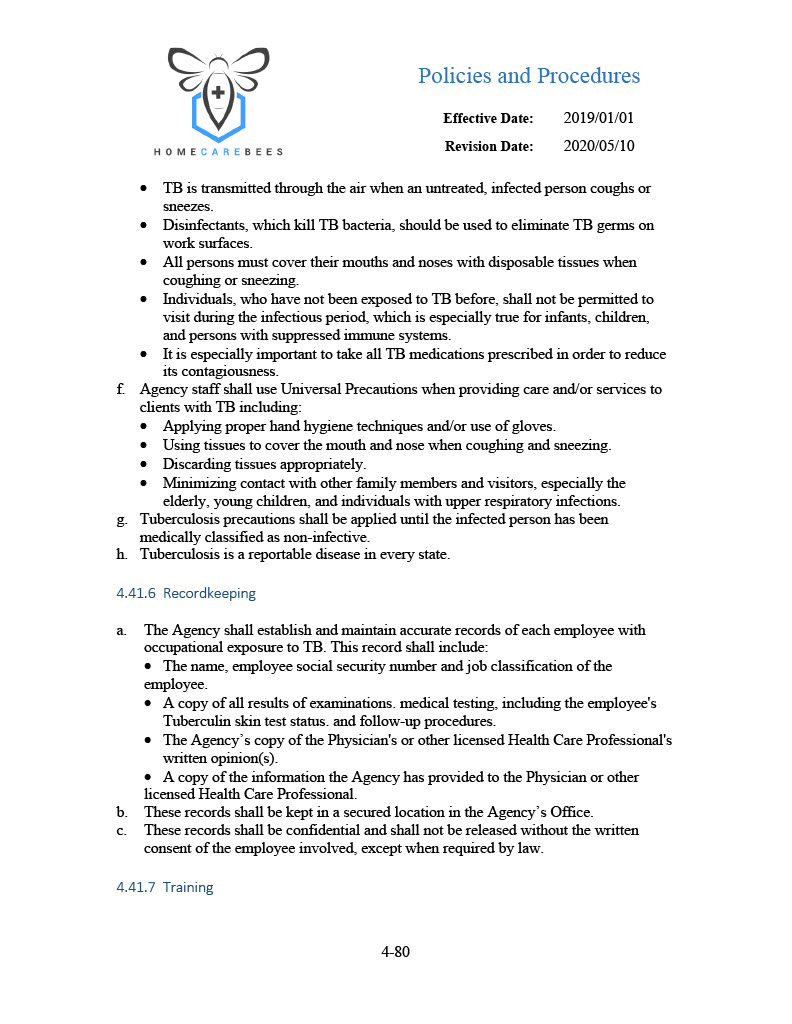 HOMECAREBEES
Policies and Procedures
Effective Date: 2019/01/01
Revision Date: 2020/05/10
• TB is transmitted through the air when an untreated, infected person coughs or
sneezes.
• Disinfectants, which kill TB bacteria, should be used to eliminate TB germs on
work surfaces.
• All persons must cover their mouths and noses with disposable tissues when
coughing or sneezing.
• Individuals, who have not been exposed to TB before, shall not be permitted to
visit during the infectious period, which is especially true for infants, children,
and persons with suppressed immune systems.
• It is especially important to take all TB medications prescribed in order to reduce
its contagiousness.
f. Agency staff shall use Universal Precautions when providing care and/or services to
clients with TB including:
• Applying proper hand hygiene techniques and/or use of gloves.
• Using tissues to cover the mouth and nose when coughing and sneezing.
• Discarding tissues appropriately.
• Minimizing contact with other family members and visitors, especially the
elderly, young children, and individuals with upper respiratory infections.
g. Tuberculosis precautions shall be applied until the infected person has been
medically classified as non-infective.
h. Tuberculosis is a reportable disease in every state.
4.41.6 Recordkeeping
a. The Agency shall establish and maintain accurate records of each employee with
occupational exposure to TB. This record shall include:
• The name, employee social security number and job classification of the
employee.
• A copy of all results of examinations. medical testing, including the employee's
Tuberculin skin test status. and follow-up procedures.
• The Agency’s copy of the Physician's or other licensed Health Care Professional's
written opinion(s).
• A copy of the information the Agency has provided to the Physician or other
licensed Health Care Professional.
b. These records shall be kept in a secured location in the Agency’s Office.
c. These records shall be confidential and shall not be released without the written
consent of the employee involved, except when required by law.
4.41.7 Training
4-80